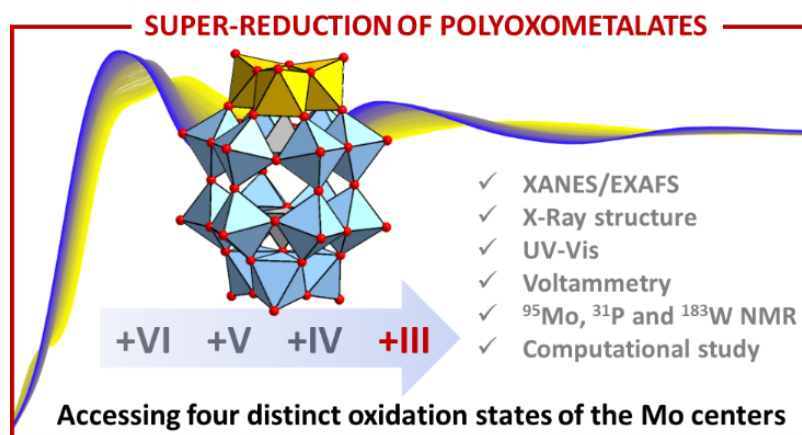 SUPER-REDUCTION OF POLYOXOMETALATES
✓ XANES/EXAFS
✓ X-Ray structure
✓ UV-Vis
✓ Voltammetry
✓ ⁹⁵Mo, ³¹P and ¹⁸³W NMR
✓ Computational study
+VI +V +IV +III
Accessing four distinct oxidation states of the Mo centers